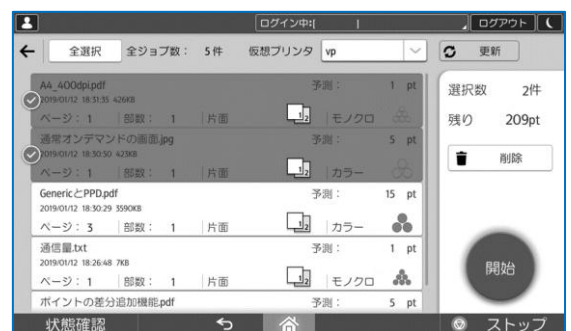 ログイン中:[ ] ログアウト
全選択 全ジョブ数： 5件 仮想プリンタ vp 更新
A4_400dpi.pdf 予測： 1 pt
2019/01/12 18:31:35 426KB
ページ： 1 部数： 1 片面 12 モノクロ
通常オンデマンドの画面.jpg 予測： 5 pt
2019/01/12 18:30:50 423KB
ページ： 1 部数： 1 片面 12 カラー
GenericとPPD.pdf 予測： 15 pt
2019/01/12 18:30:29 3590KB
ページ： 3 部数： 1 片面 12 カラー
通信量.txt 予測： 1 pt
2019/01/12 18:26:48 7KB
ページ： 1 部数： 1 片面 12 モノクロ
ポイントの差分追加機能.pdf 予測： 5 pt
選択数 2件
残り 209pt
削除
開始
状態確認 ストップ